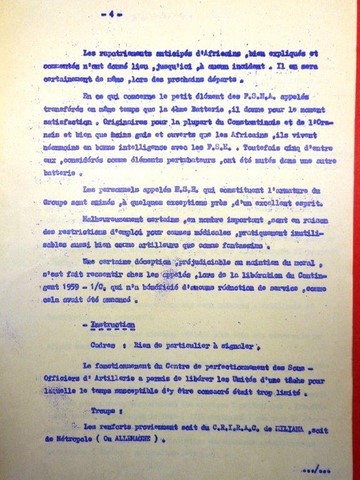 - 4 -
Les rapatriements anticipés d'Africains, bien expliqués et
commentés n'ont donné lieu, jusqu'ici, à aucun incident. Il en sera
certainement de même, lors des prochains départs.
En ce qui concerne le petit élément des F.S.N.A. appelés
transférés en même temps que la 4ème Batterie, il donne pour le moment
satisfaction. Originaires pour la plupart du Constantinois et de l'Ora-
nais et bien que moins gais et ouverts que les Africains, ils vivent
néanmoins en bonne intelligence avec les F.S.E. Toutefois cinq d'entre
eux, considérés comme éléments perturbateurs, ont été mutés dans une autre
batterie.
Les personnels appelés F.S.E. qui constituent l'armature du
Groupe sont animés, à quelques exceptions près, d'un excellent esprit.
Malheureusement certains, en nombre important, sont en raison
des restrictions d'emploi pour causes médicales, pratiquement inutili-
sables aussi bien comme artilleurs que comme fantassins.
Une certaine déception, préjudiciable au maintien du moral,
s'est fait ressentir chez les appelés, lors de la libération du Contin-
gent 1959 - 1/C, qui n'a bénéficié d'aucune réduction de service, comme
cela avait été annoncé.
- Instruction
Cadres : Rien de particulier à signaler.
Le fonctionnement du Centre de perfectionnement des Sous-
Officiers d'Artillerie a permis de libérer les Unités d'une tâche pour
laquelle le temps susceptible d'y être consacré était trop limité.
Troupe :
Les renforts proviennent soit du C.R.I.R.A.C. de MILIANA, soit
de Métropole ( Ou ALLEMAGNE ).
.../...